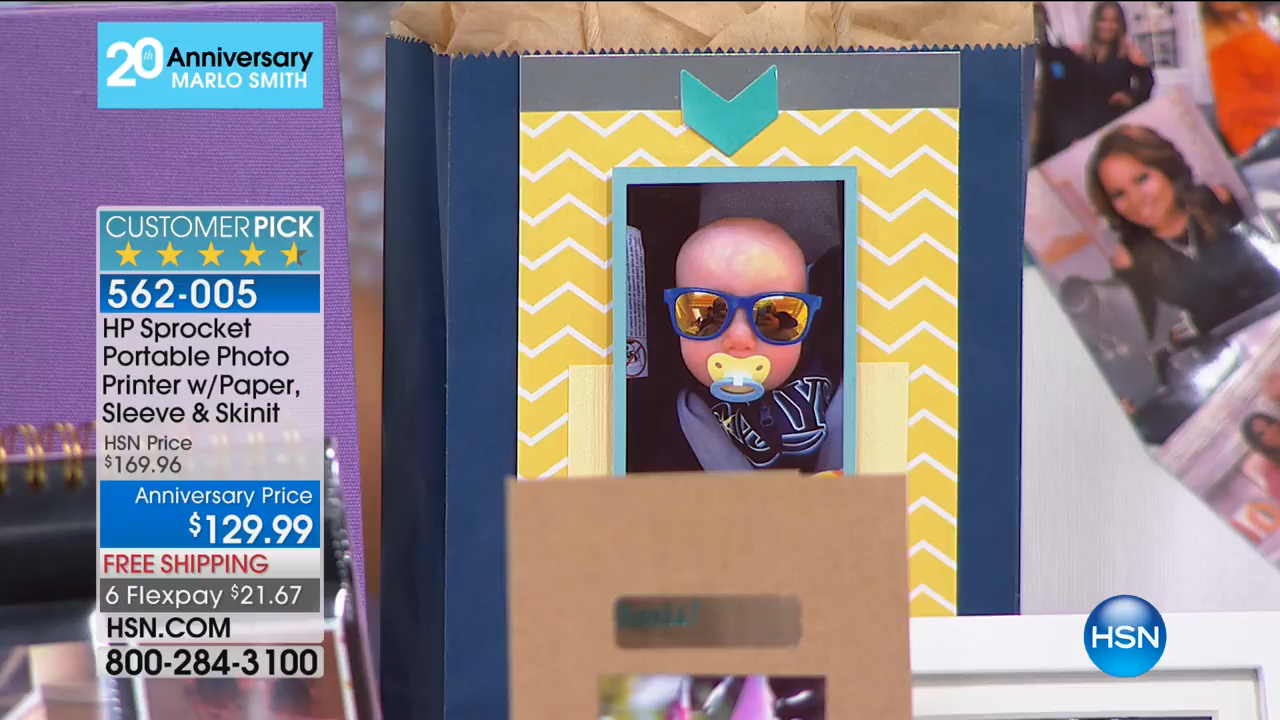 20th Anniversary
MARLO SMITH
CUSTOMER PICK
562-005
HP Sprocket
Portable Photo
Printer w/Paper,
Sleeve & Skinit
HSN Price
$169.96
Anniversary Price
$129.99
FREE SHIPPING
6 Flexpay $21.67
HSN.COM
800-284-3100
HSN